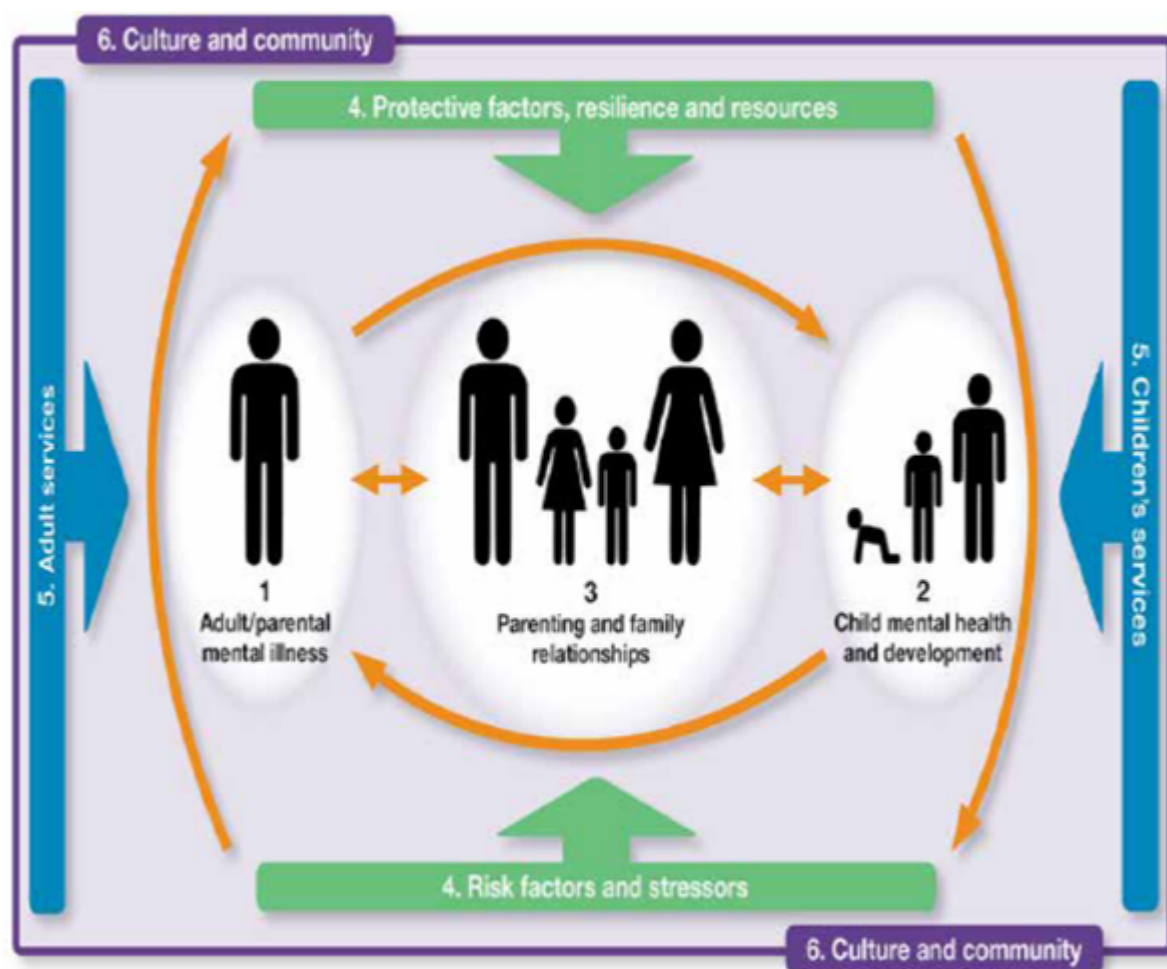 6. Culture and community
4. Protective factors, resilience and resources
5. Adult services
5. Children's services
1
Adult/parental
mental illness
3
Parenting and family
relationships
2
Child mental health
and development
4. Risk factors and stressors
6. Culture and community